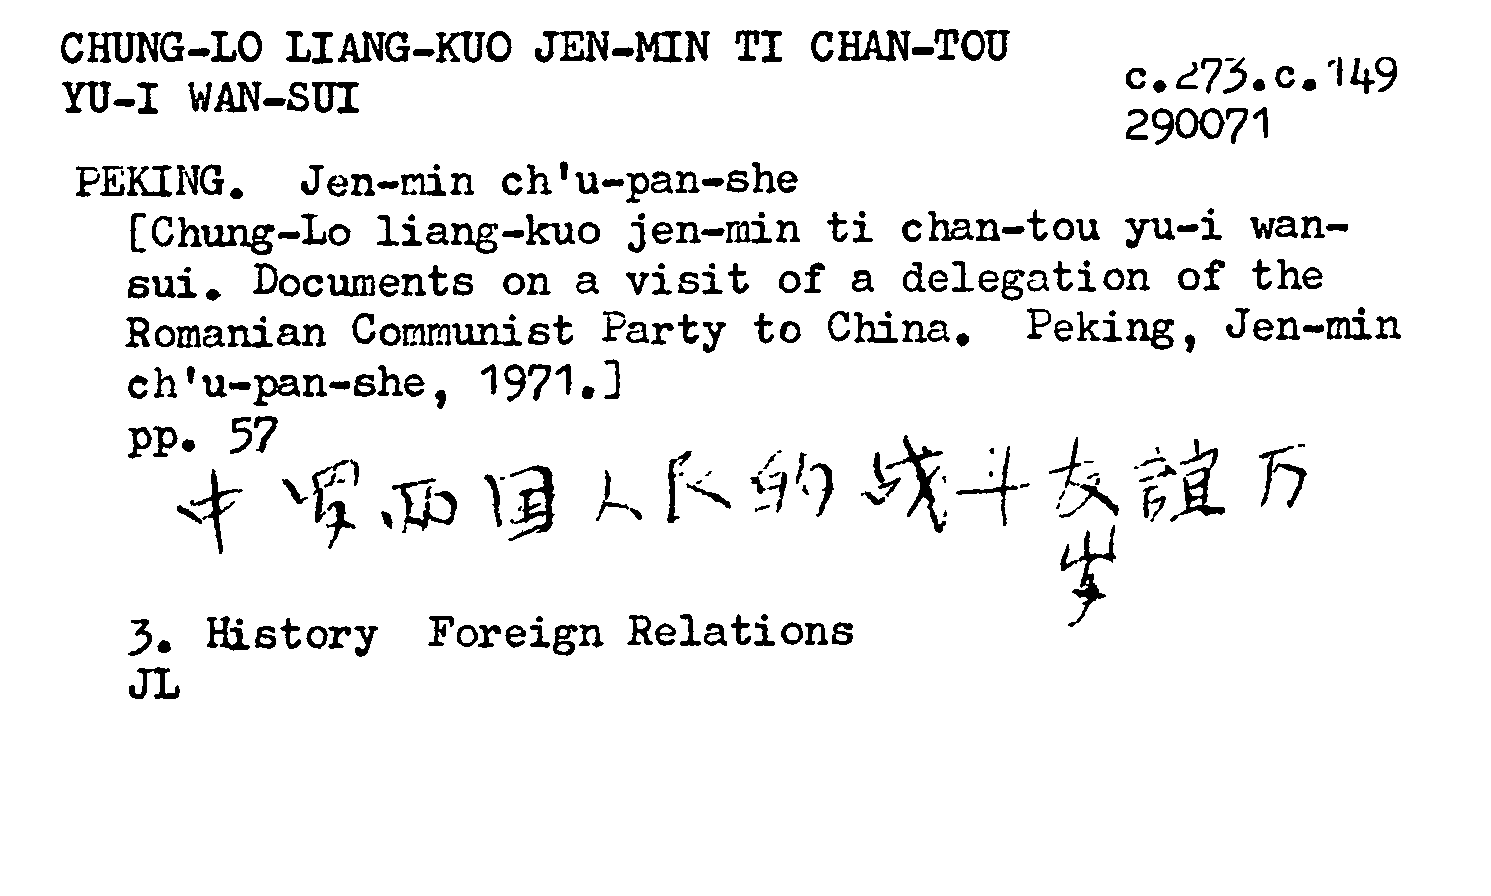 CHUNG-LO LIANG-KUO JEN-MIN TI CHAN-TOU
YU-I WAN-SUI
c.273.c.149
290071
PEKING. Jen-min ch'u-pan-she
[Chung-Lo liang-kuo jen-min ti chan-tou yu-i wan-
sui. Documents on a visit of a delegation of the
Romanian Communist Party to China. Peking, Jen-min
ch'u-pan-she, 1971.]
pp. 57
中罗两国人民的战斗友誼万
岁
3. History Foreign Relations
JL